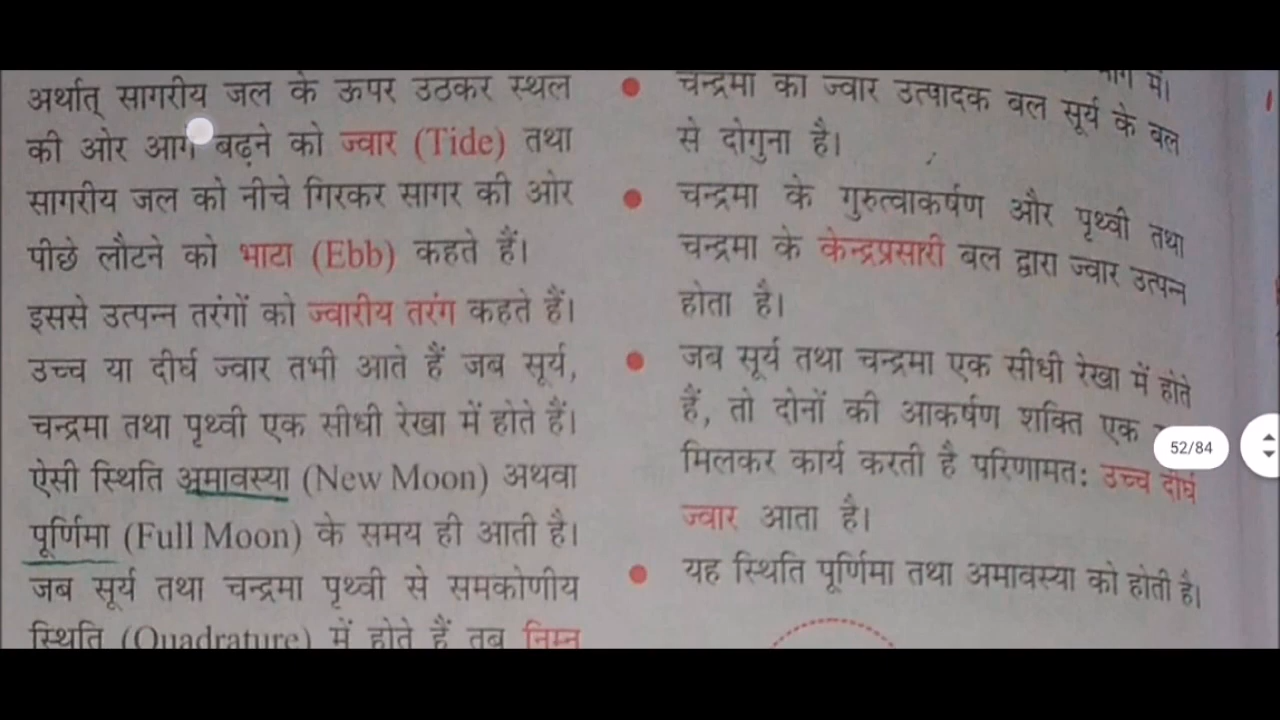 अर्थात् सागरीय जल के ऊपर उठकर स्थल
की ओर आगे बढ़ने को ज्वार (Tide) तथा
सागरीय जल को नीचे गिरकर सागर की ओर
पीछे लौटने को भाटा (Ebb) कहते हैं।
इससे उत्पन्न तरंगों को ज्वारीय तरंग कहते हैं।
उच्च या दीर्घ ज्वार तभी आते हैं जब सूर्य,
चन्द्रमा तथा पृथ्वी एक सीधी रेखा में होते हैं।
ऐसी स्थिति अमावस्या (New Moon) अथवा
पूर्णिमा (Full Moon) के समय ही आती है।
जब सूर्य तथा चन्द्रमा पृथ्वी से समकोणीय
स्थिति (Quadrature) में होते हैं तब निम्न
में।
• चन्द्रमा का ज्वार उत्पादक बल सूर्य के बल
से दोगुना है।
• चन्द्रमा के गुरुत्वाकर्षण और पृथ्वी तथा
चन्द्रमा के केन्द्रप्रसारी बल द्वारा ज्वार उत्पन्न
होता है।
• जब सूर्य तथा चन्द्रमा एक सीधी रेखा में होते
हैं, तो दोनों की आकर्षण शक्ति एक
मिलकर कार्य करती है परिणामतः उच्च दीर्घ
ज्वार आता है।
• यह स्थिति पूर्णिमा तथा अमावस्या को होती है।
52/84